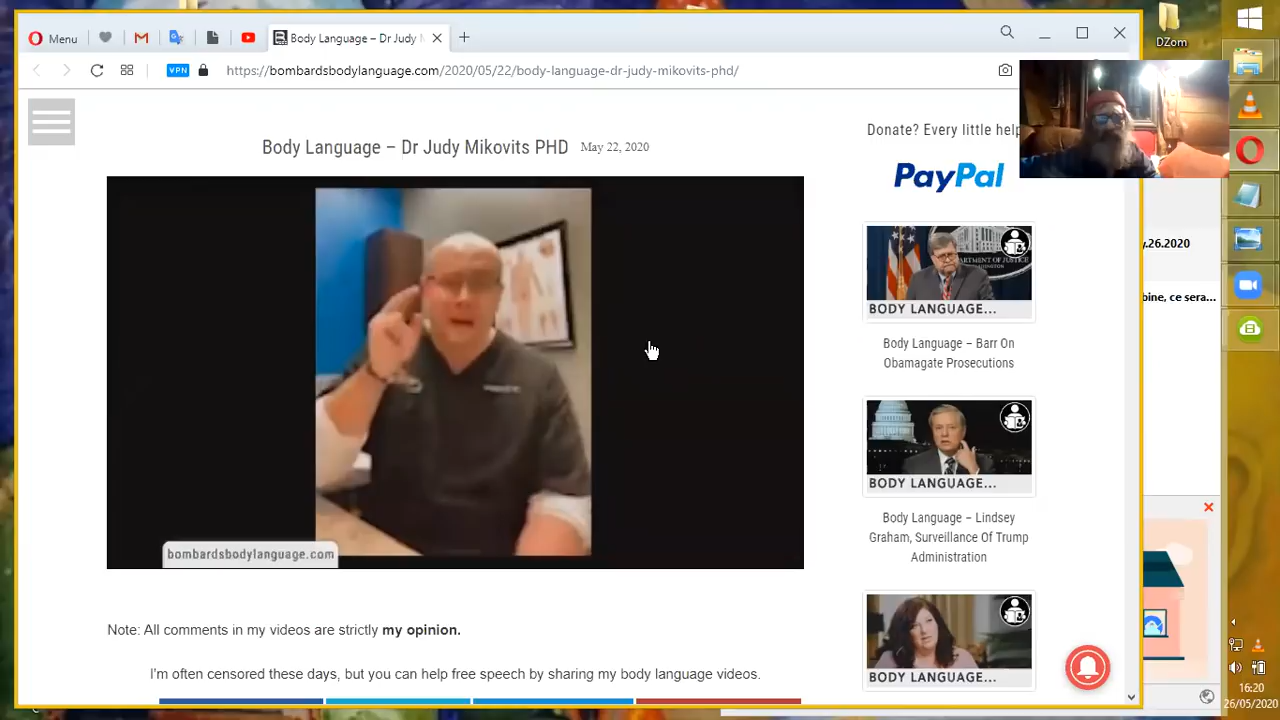 Menu
Body Language – Dr Judy M
https://bombardsbodylanguage.com/2020/05/22/body-language-dr-judy-mikovits-phd/
VPN
DZom
Body Language – Dr Judy Mikovits PHD
May 22, 2020
bombardsbodylanguage.com
Note: All comments in my videos are strictly my opinion.
I'm often censored these days, but you can help free speech by sharing my body language videos.
Donate? Every little help
PayPal
BODY LANGUAGE...
Body Language – Barr On
Obamagate Prosecutions
BODY LANGUAGE...
Body Language – Lindsey
Graham, Surveillance Of Trump
Administration
BODY LANGUAGE...
y.26.2020
bine, ce sera...
16:20
26/05/2020